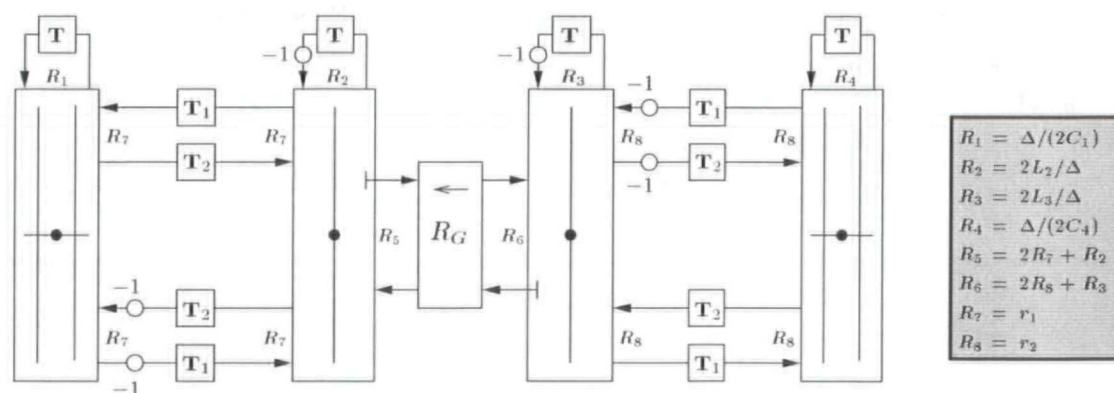 T
T
T
T
-1
-1
R₁
R₂
R₃
-1
R₄
T₁
T₁
R₇
R₇
R₈
R₈
T₂
T₂
-1
R₅
R_G
R₆
-1
T₂
T₂
R₇
R₇
R₈
R₈
T₁
T₁
-1
R₁ = Δ/(2C₁)
R₂ = 2L₂/Δ
R₃ = 2L₃/Δ
R₄ = Δ/(2C₄)
R₅ = 2R₇ + R₂
R₆ = 2R₈ + R₃
R₇ = r₁
R₈ = r₂